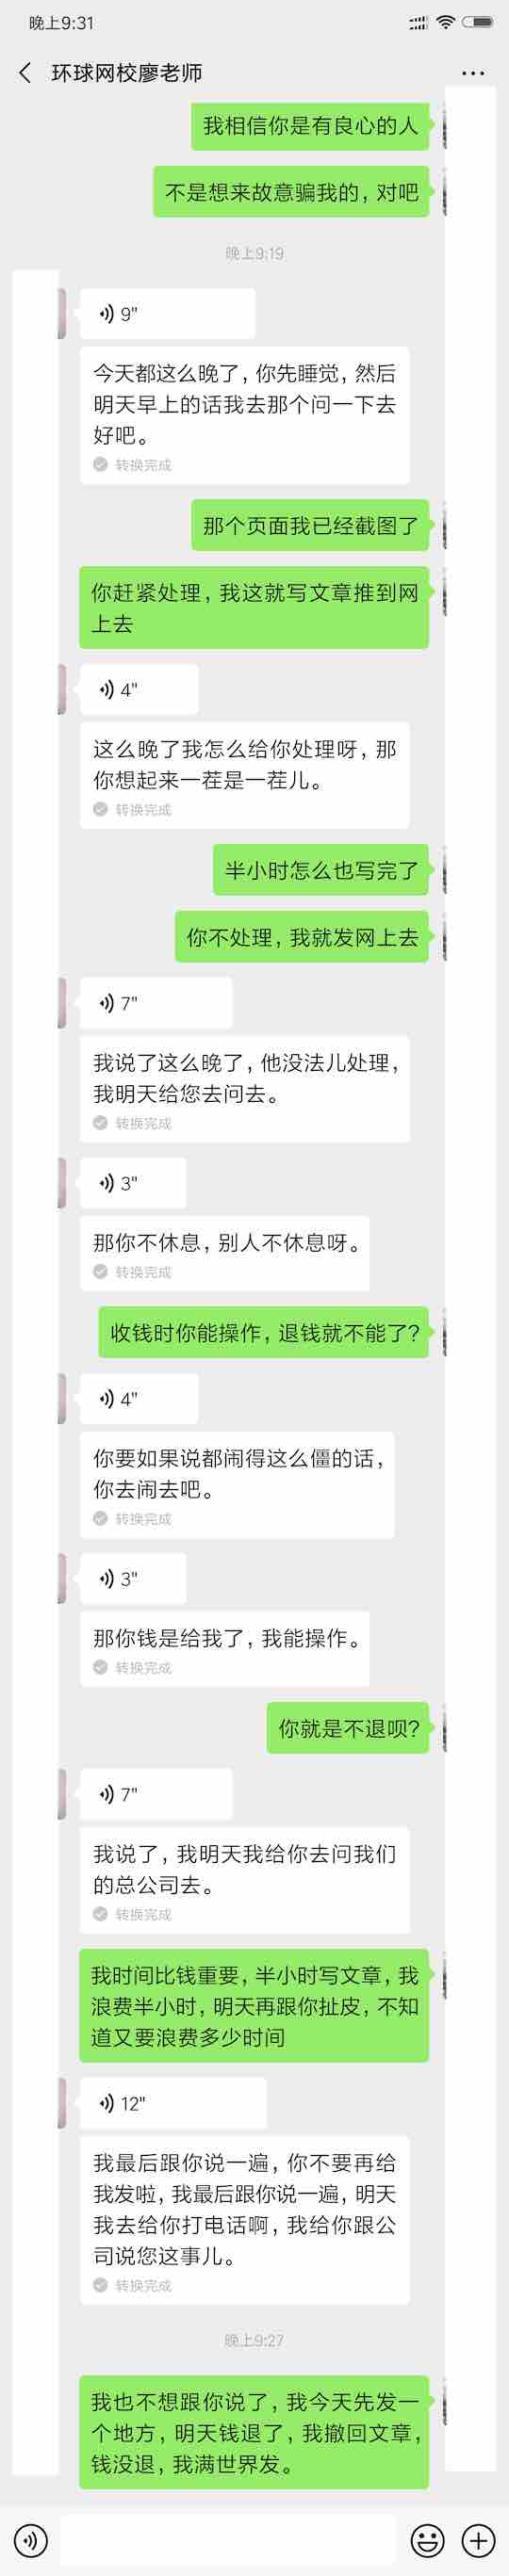 晚上9:31
环球网校廖老师
我相信你是有良心的人
不是想来故意骗我的，对吧
晚上9:19
9"
今天都这么晚了，你先睡觉，然后
明天早上的话我去那个问一下去
好吧。
转换完成
那个页面我已经截图了
你赶紧处理，我这就写文章推到网
上去
4"
这么晚了我怎么给你处理呀，那
你想起来一茬是一茬儿。
转换完成
半小时怎么也写完了
你不处理，我就发网上去
7"
我说了这么晚了，他没法儿处理，
我明天给您去问去。
转换完成
3"
那你不休息，别人不休息呀。
转换完成
收钱时你能操作，退钱就不能了？
4"
你要如果说都闹得这么僵的话，
你去闹去吧。
转换完成
3"
那你钱是给我了，我能操作。
转换完成
你就是不退呗？
7"
我说了，我明天我给你去问我们
的总公司去。
转换完成
我时间比钱重要，半小时写文章，我
浪费半小时，明天再跟你扯皮，不知
道又要浪费多少时间
12"
我最后跟你说一遍，你不要再给
我发啦，我最后跟你说一遍，明天
我去给你打电话啊，我给你跟公
司说您这事儿。
转换完成
晚上9:27
我也不想跟你说了，我今天先发一
个地方，明天钱退了，我撤回文章，
钱没退，我满世界发。